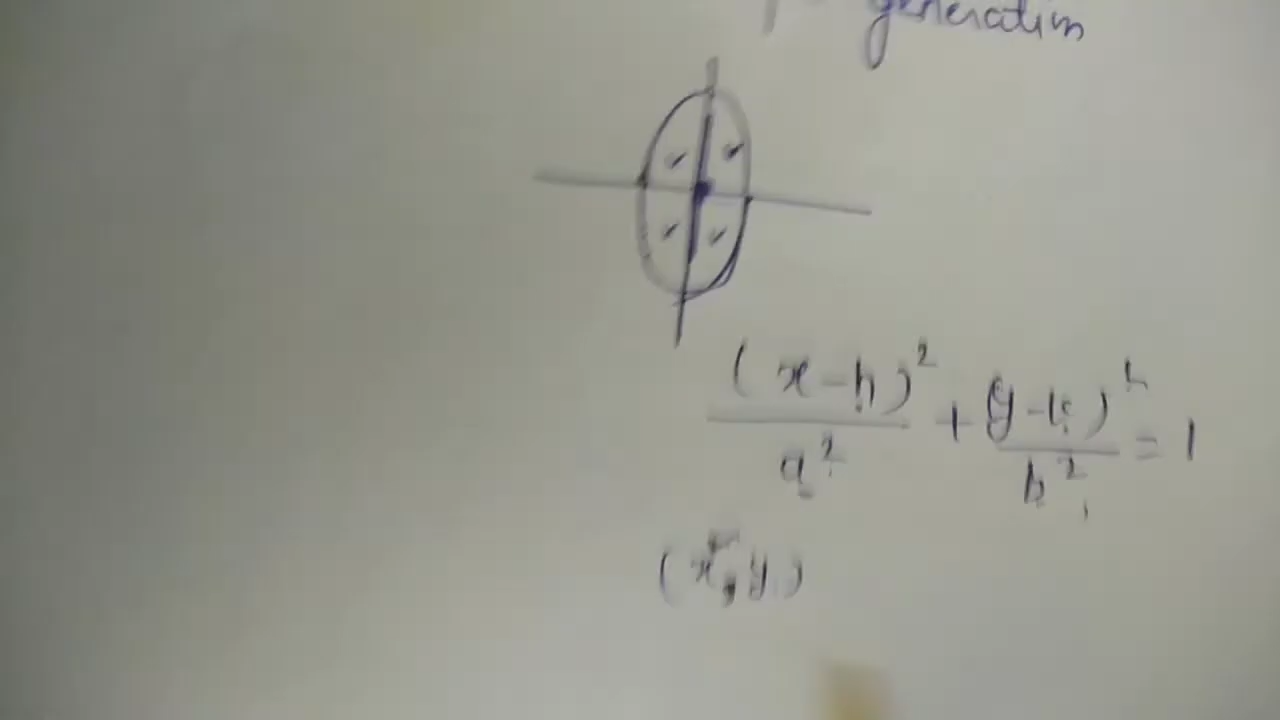 generation
(x-h)² / a² + (y-k)² / b² = 1
(x, y)